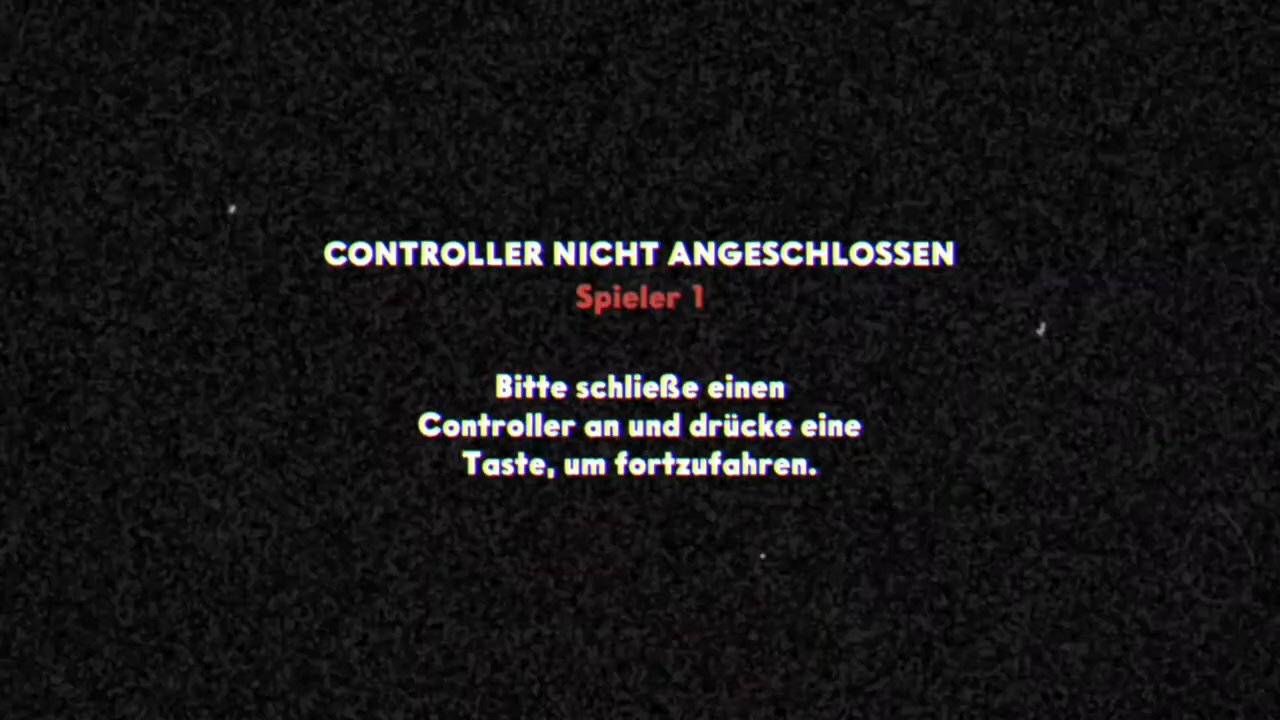 CONTROLLER NICHT ANGESCHLOSSEN
Spieler 1
Bitte schließe einen
Controller an und drücke eine
Taste, um fortzufahren.